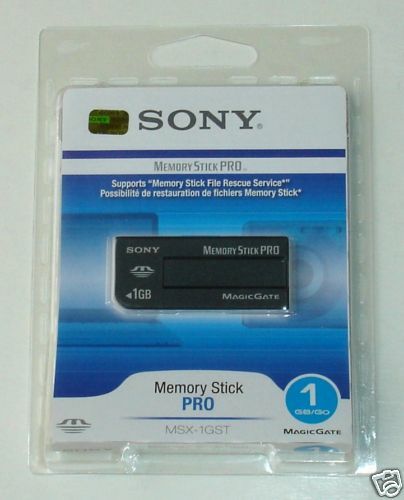 SONY®
MEMORY STICK PRO™
Supports "Memory Stick File Rescue Service*"
Possibilité de restauration de fichiers Memory Stick*
SONY
MEMORY STICK PRO
◄1GB
MAGICGATE
Memory Stick
PRO
MSX-1GST
1
GB/GO
MAGICGATE